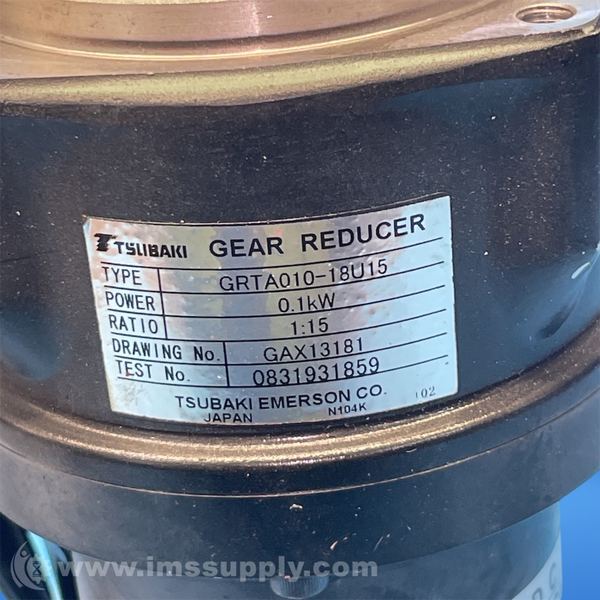 TSUBAKI GEAR REDUCER
TYPE GRTA010-18U15
POWER 0.1kW
RATIO 1:15
DRAWING No. GAX13181
TEST No. 0831931859
TSUBAKI EMERSON CO. 02
JAPAN N104K
www.imssupply.com